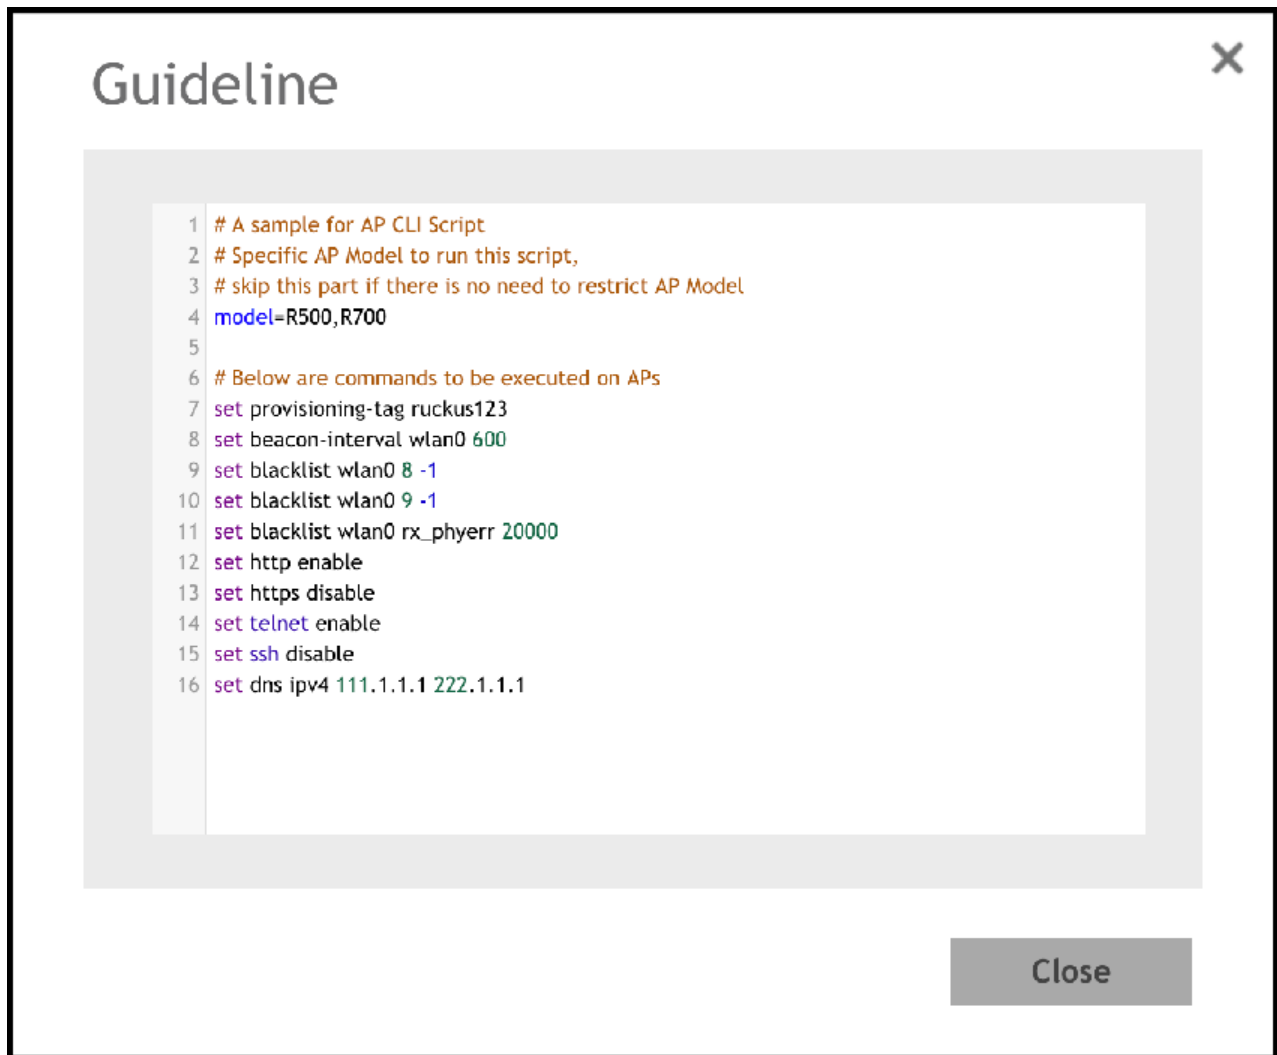 Guideline
1 # A sample for AP CLI Script
2 # Specific AP Model to run this script,
3 # skip this part if there is no need to restrict AP Model
4 model=R500,R700
5
6 # Below are commands to be executed on APs
7 set provisioning-tag ruckus123
8 set beacon-interval wlan0 600
9 set blacklist wlan0 8 -1
10 set blacklist wlan0 9 -1
11 set blacklist wlan0 rx_phyerr 20000
12 set http enable
13 set https disable
14 set telnet enable
15 set ssh disable
16 set dns ipv4 111.1.1.1 222.1.1.1
Close